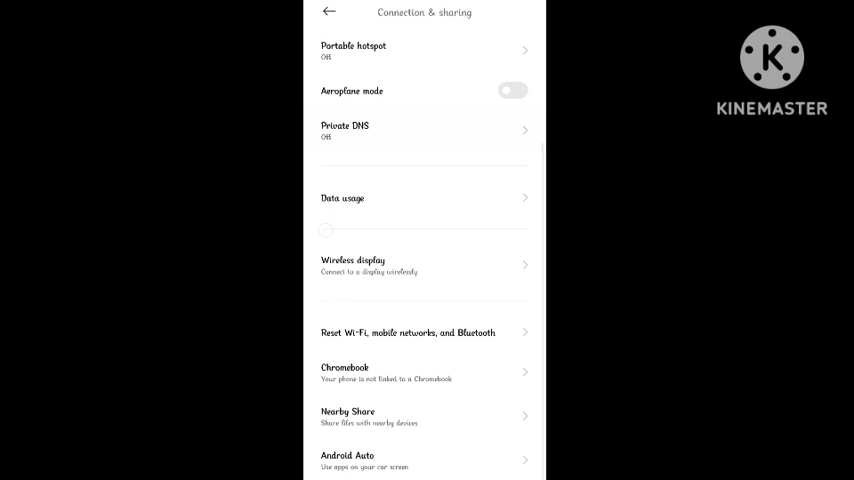 Connection & sharing
Portable hotspot
Off
Aeroplane mode
Private DNS
Off
Data usage
Wireless display
Connect to a display wirelessly
Reset Wi-Fi, mobile networks, and Bluetooth
Chromebook
Your phone is not linked to a Chromebook
Nearby Share
Share files with nearby devices
Android Auto
Use apps on your car screen
K
KINEMASTER